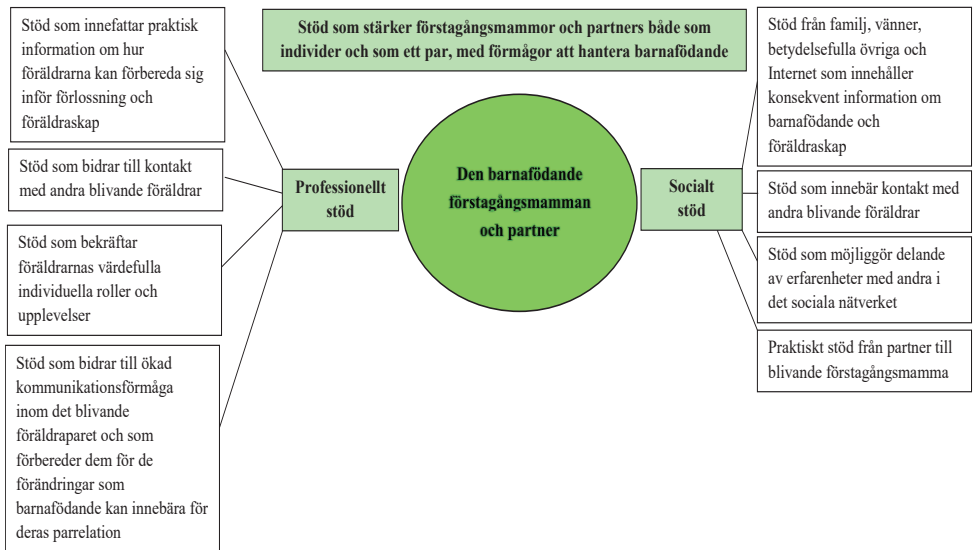 Stöd som innefattar praktisk
information om hur
föräldrarna kan förbereda sig
inför förlossning och
föräldraskap
Stöd som bidrar till kontakt
med andra blivande föräldrar
Stöd som bekräftar
föräldrarnas värdefulla
individuella roller och
upplevelser
Stöd som bidrar till ökad
kommunikationsförmåga
inom det blivande
föräldraparet och som
förbereder dem för de
förändringar som
barnafödande kan innebära för
deras parrelation
Stöd som stärker förstagångsmammor och partners både som
individer och som ett par, med förmågor att hantera barnafödande
Professionellt
stöd
Den barnafödande
förstagångsmamman
och partner
Socialt
stöd
Stöd från familj, vänner,
betydelsefulla övriga och
Internet som innehåller
konsekvent information om
barnafödande och
föräldraskap
Stöd som innebär kontakt med
andra blivande föräldrar
Stöd som möjliggör delande
av erfarenheter med andra i
det sociala nätverket
Praktiskt stöd från partner till
blivande förstagångsmamma